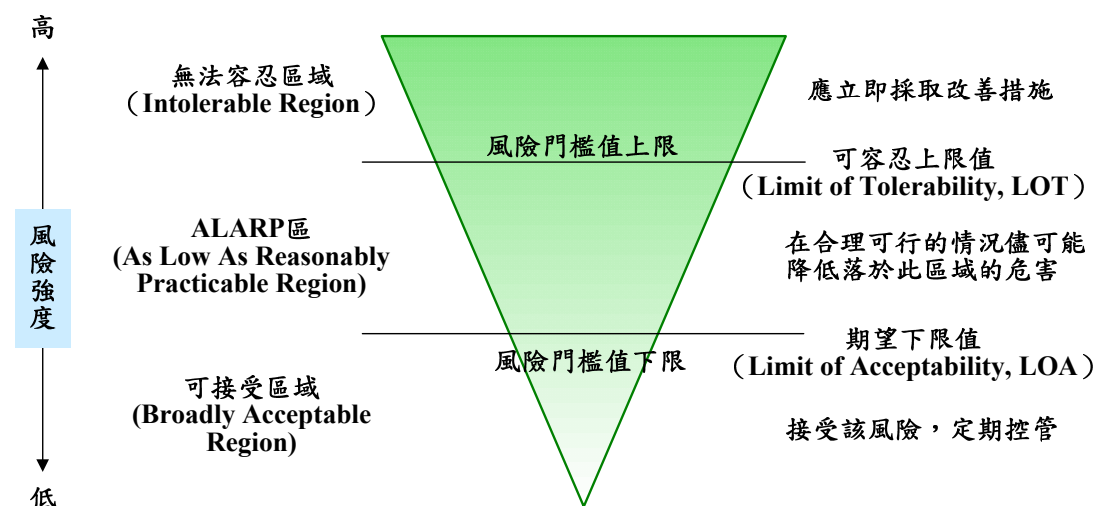 高
無法容忍區域
（Intolerable Region）
應立即採取改善措施
風險門檻值上限
可容忍上限值
（Limit of Tolerability, LOT）
風險強度
ALARP區
(As Low As Reasonably
Practicable Region)
在合理可行的情況儘可能
降低落於此區域的危害
風險門檻值下限
期望下限值
（Limit of Acceptability, LOA）
可接受區域
(Broadly Acceptable
Region)
接受該風險，定期控管
低